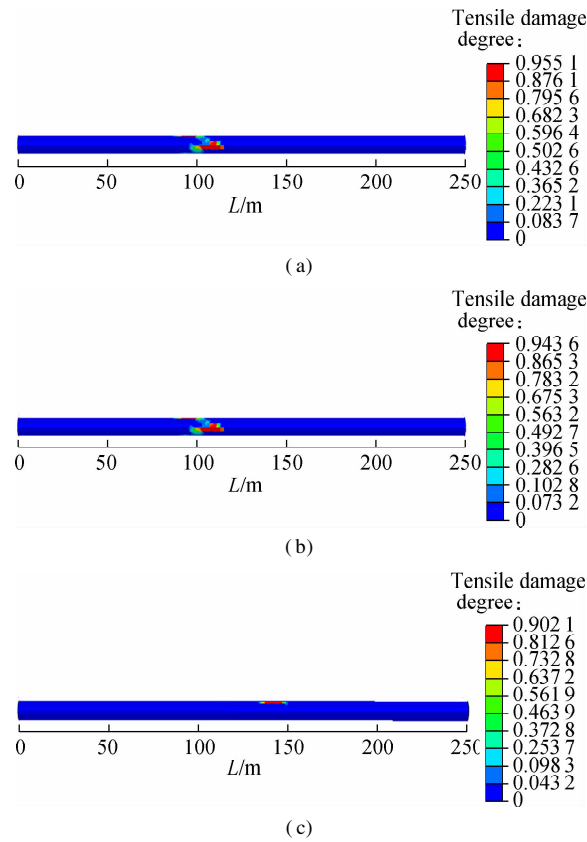 Tensile damage
degree:
0.955 1
0.876 1
0.795 6
0.682 3
0.596 4
0.502 6
0.432 6
0.365 2
0.223 1
0.083 7
0
0 50 100 150 200 250
L/m
(a)
Tensile damage
degree:
0.943 6
0.865 3
0.783 2
0.675 3
0.563 2
0.492 7
0.396 5
0.282 6
0.102 8
0.073 2
0
0 50 100 150 200 250
L/m
(b)
Tensile damage
degree:
0.902 1
0.812 6
0.732 8
0.637 2
0.561 9
0.463 9
0.372 8
0.253 7
0.098 3
0.043 2
0
0 50 100 150 200 250
L/m
(c)